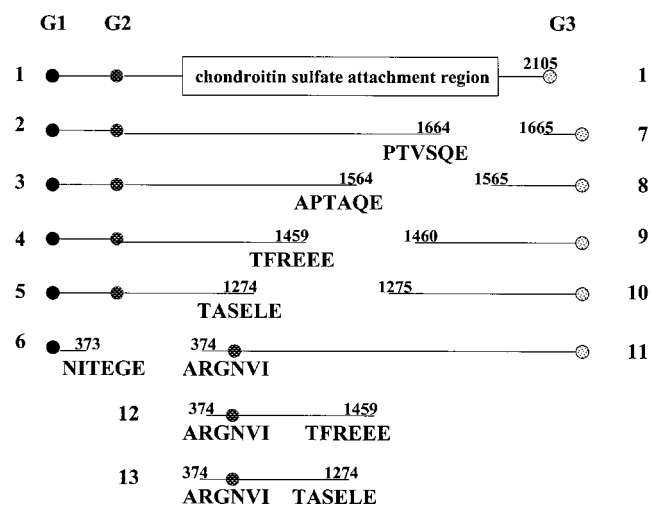 G1 G2 G3
2105
1 chondroitin sulfate attachment region 1
2 1664 1665 7
PTVSQE
3 1564 1565 8
APTAQE
4 1459 1460 9
TFREEE
5 1274 1275 10
TASELE
6 373 374 11
NITEGE ARGNVI
12 374 1459
ARGNVI TFREEE
13 374 1274
ARGNVI TASELE